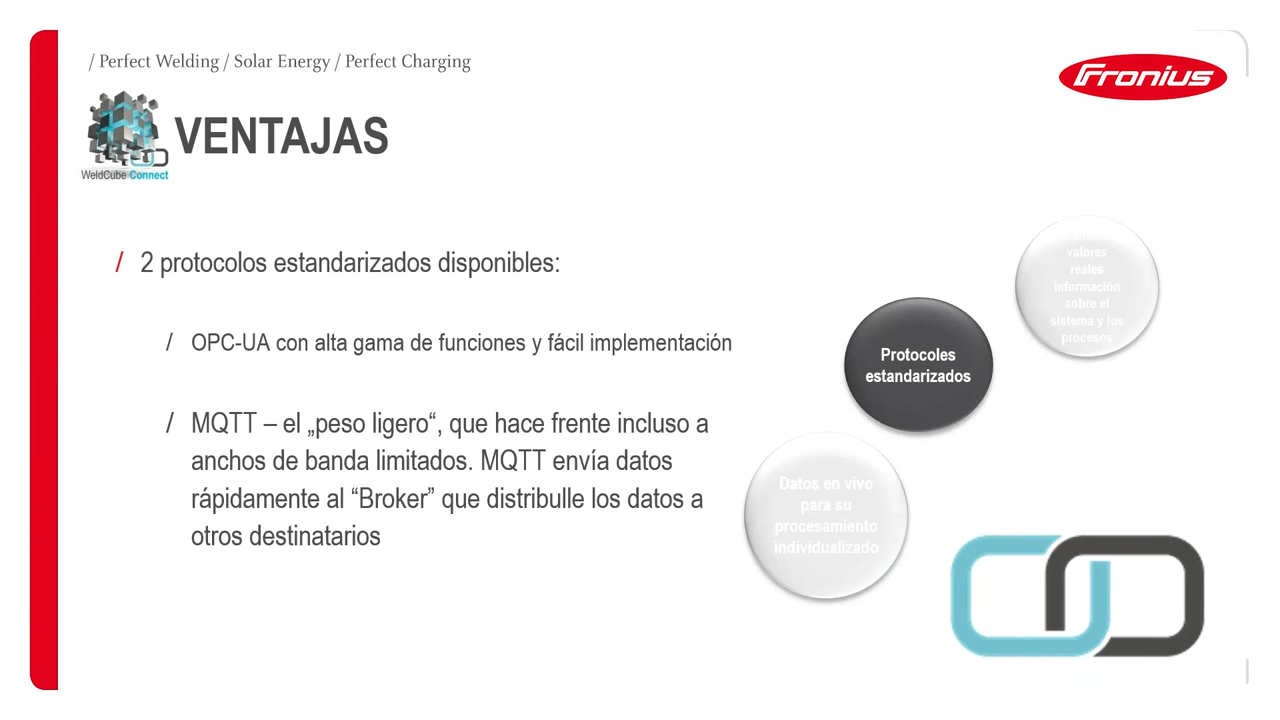 / Perfect Welding / Solar Energy / Perfect Charging
Fronius
VENTAJAS
WeldCube Connect
/ 2 protocolos estandarizados disponibles:
/ OPC-UA con alta gama de funciones y fácil implementación
/ MQTT – el „peso ligero“, que hace frente incluso a
anchos de banda limitados. MQTT envía datos
rápidamente al “Broker” que distribulle los datos a
otros destinatarios
valores
reales
información
sobre el
sistema y los
procesos
Protocoles
estandarizados
Datos en vivo
para su
procesamiento
individualizado